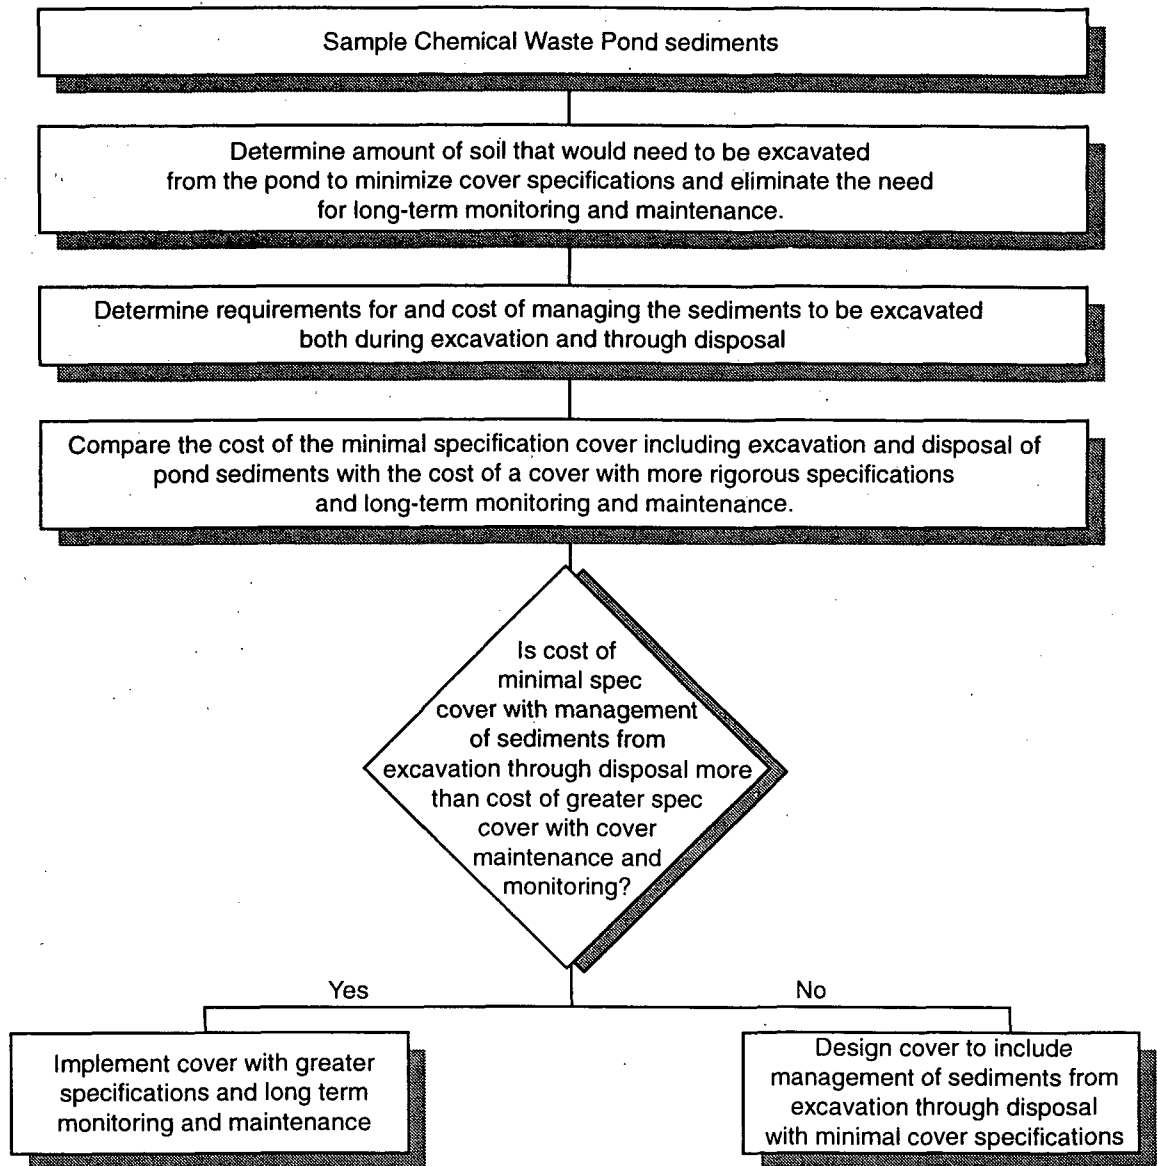 Sample Chemical Waste Pond sediments
Determine amount of soil that would need to be excavated
from the pond to minimize cover specifications and eliminate the need
for long-term monitoring and maintenance.
Determine requirements for and cost of managing the sediments to be excavated
both during excavation and through disposal
Compare the cost of the minimal specification cover including excavation and disposal of
pond sediments with the cost of a cover with more rigorous specifications
and long-term monitoring and maintenance.
Is cost of
minimal spec
cover with management
of sediments from
excavation through disposal more
than cost of greater spec
cover with cover
maintenance and
monitoring?
Yes
No
Implement cover with greater
specifications and long term
monitoring and maintenance
Design cover to include
management of sediments from
excavation through disposal
with minimal cover specifications